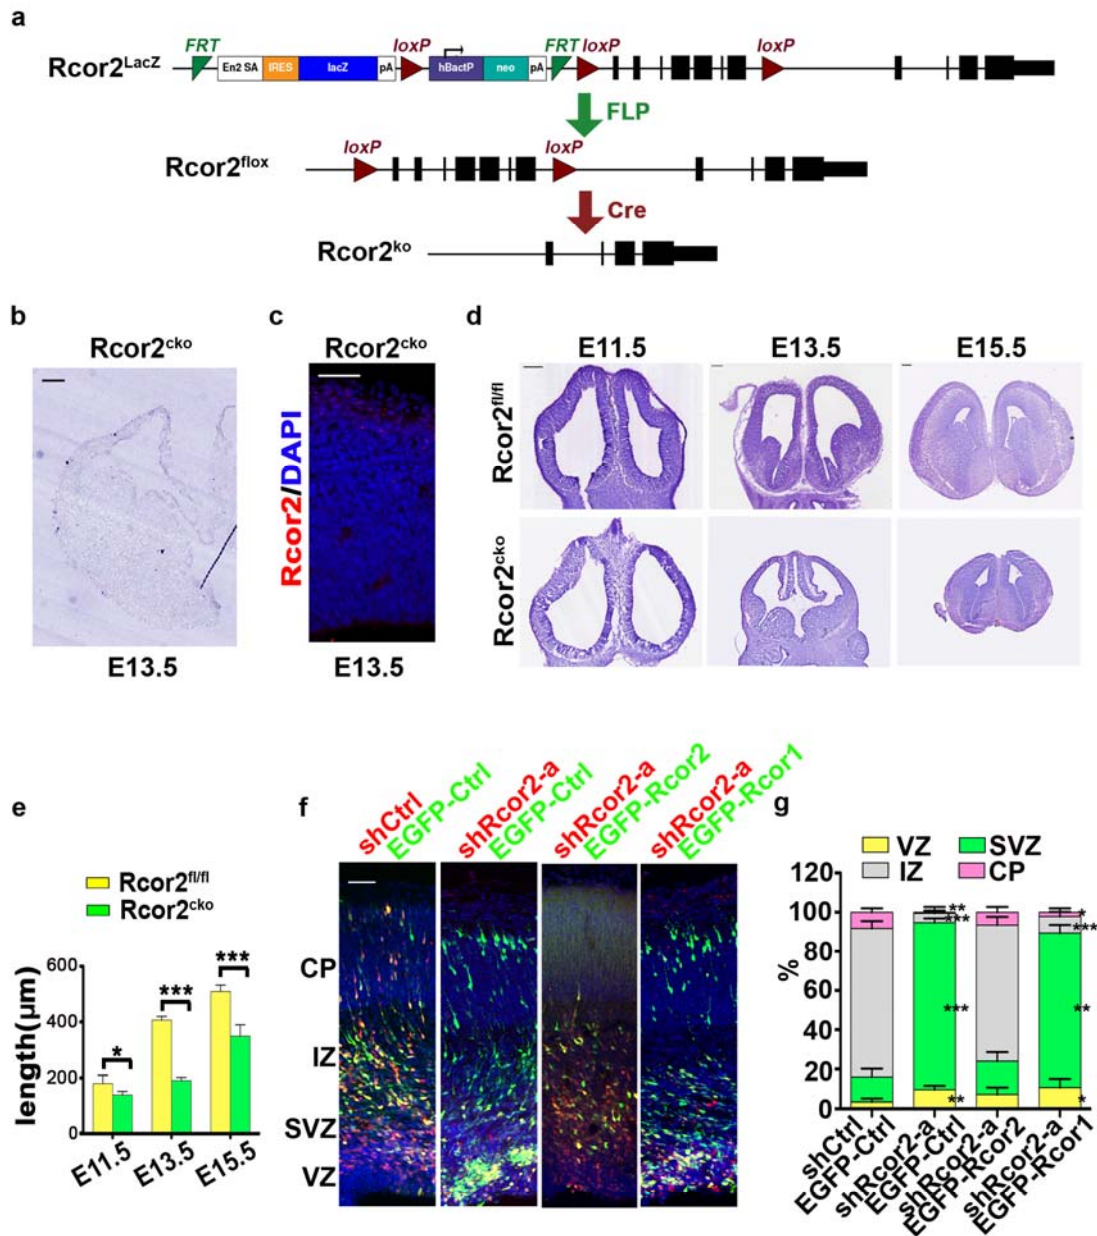 a
FRT loxP FRT loxP loxP
Rcor2LacZ En2 SA IRES lacZ pA hBactP neo pA
FLP
loxP loxP
Rcor2flox
Cre
Rcor2ko
b c d
Rcor2cko Rcor2cko E11.5 E13.5 E15.5
Rcor2fl/fl
Rcor2/DAPI
Rcor2cko
E13.5 E13.5
e f g
shCtrl EGFP-Ctrl
shRcor2-a EGFP-Ctrl
shRcor2-a EGFP-Rcor2
shRcor2-a EGFP-Rcor1
Rcor2fl/fl
Rcor2cko
length(µm)
600
400
200
0
* *** ***
E11.5 E13.5 E15.5
CP
IZ
SVZ
VZ
VZ SVZ
IZ CP
%
120
100
80
60
40
20
0
** *** *** **
* *** ** *
shCtrl EGFP-Ctrl
shRcor2-a EGFP-Ctrl
shRcor2-a EGFP-Rcor2
shRcor2-a EGFP-Rcor1